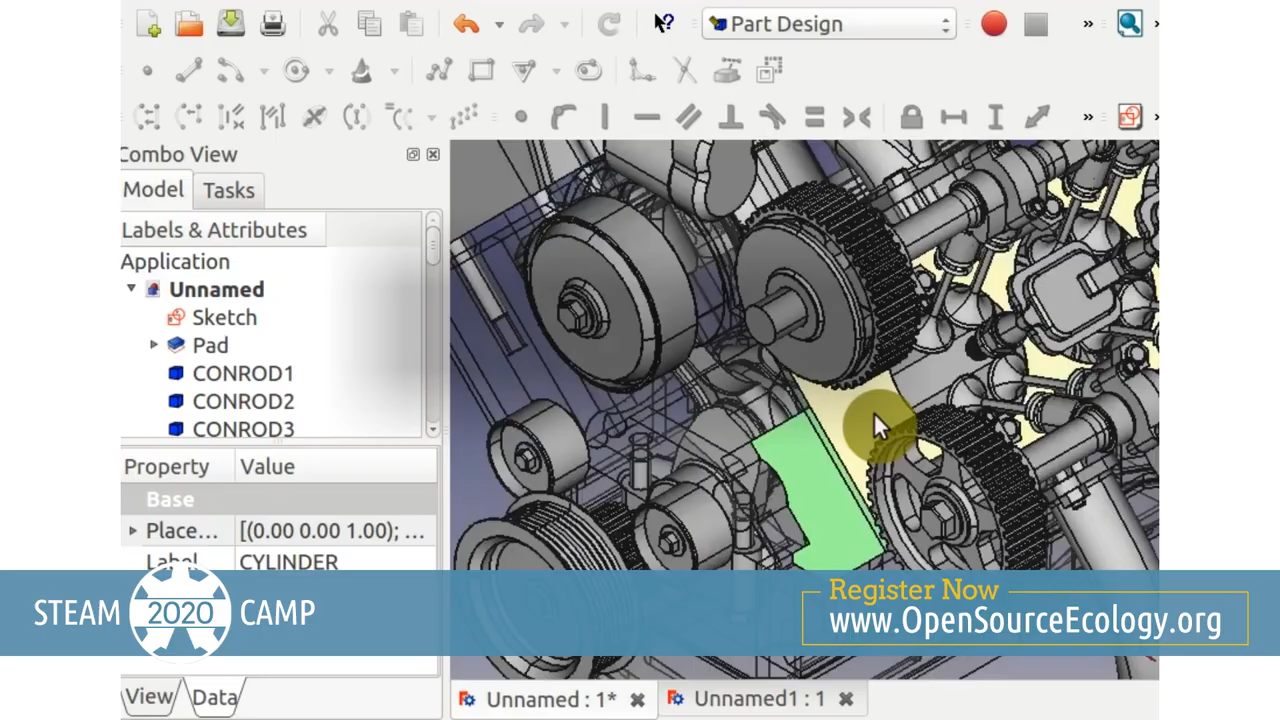 Part Design
Combo View
Model
Tasks
Labels & Attributes
Application
Unnamed
Sketch
Pad
CONROD1
CONROD2
CONROD3
Property
Value
Base
Place...
[(0.00 0.00 1.00); ...
Label
CYLINDER
STEAM 2020 CAMP
Register Now
www.OpenSourceEcology.org
View
Data
Unnamed : 1*
Unnamed1 : 1